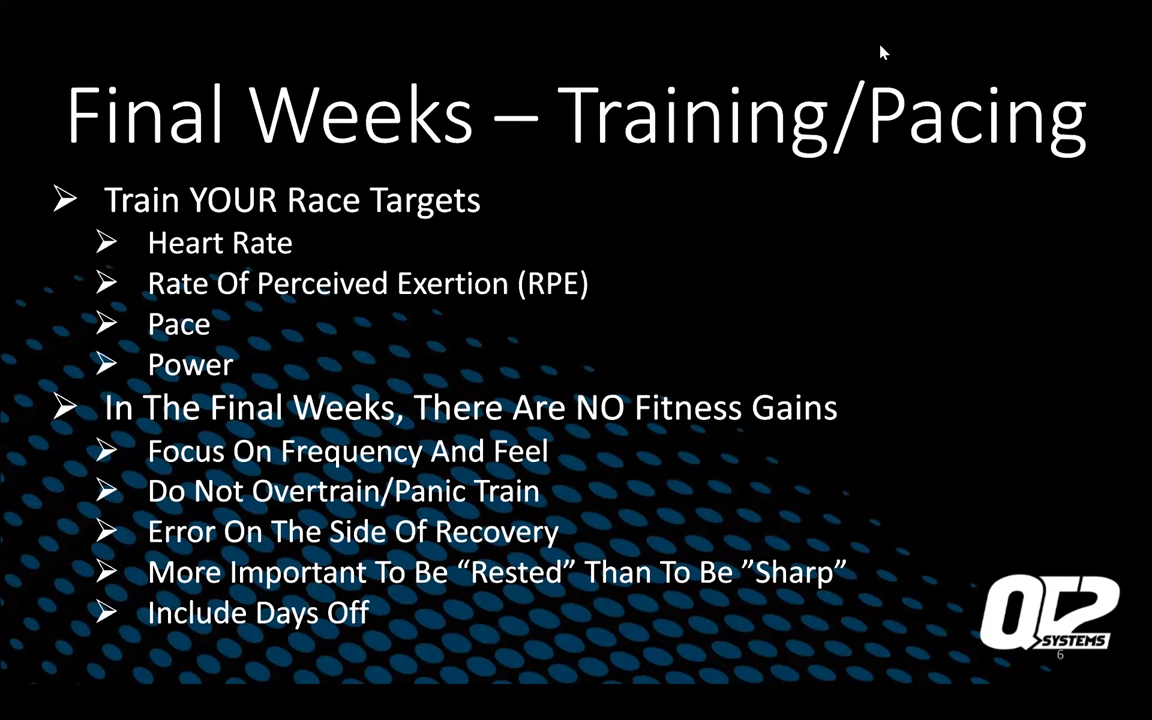 Final Weeks – Training/Pacing
Train YOUR Race Targets
Heart Rate
Rate Of Perceived Exertion (RPE)
Pace
Power
In The Final Weeks, There Are NO Fitness Gains
Focus On Frequency And Feel
Do Not Overtrain/Panic Train
Error On The Side Of Recovery
More Important To Be “Rested” Than To Be ”Sharp”
Include Days Off
QT2
SYSTEMS
6